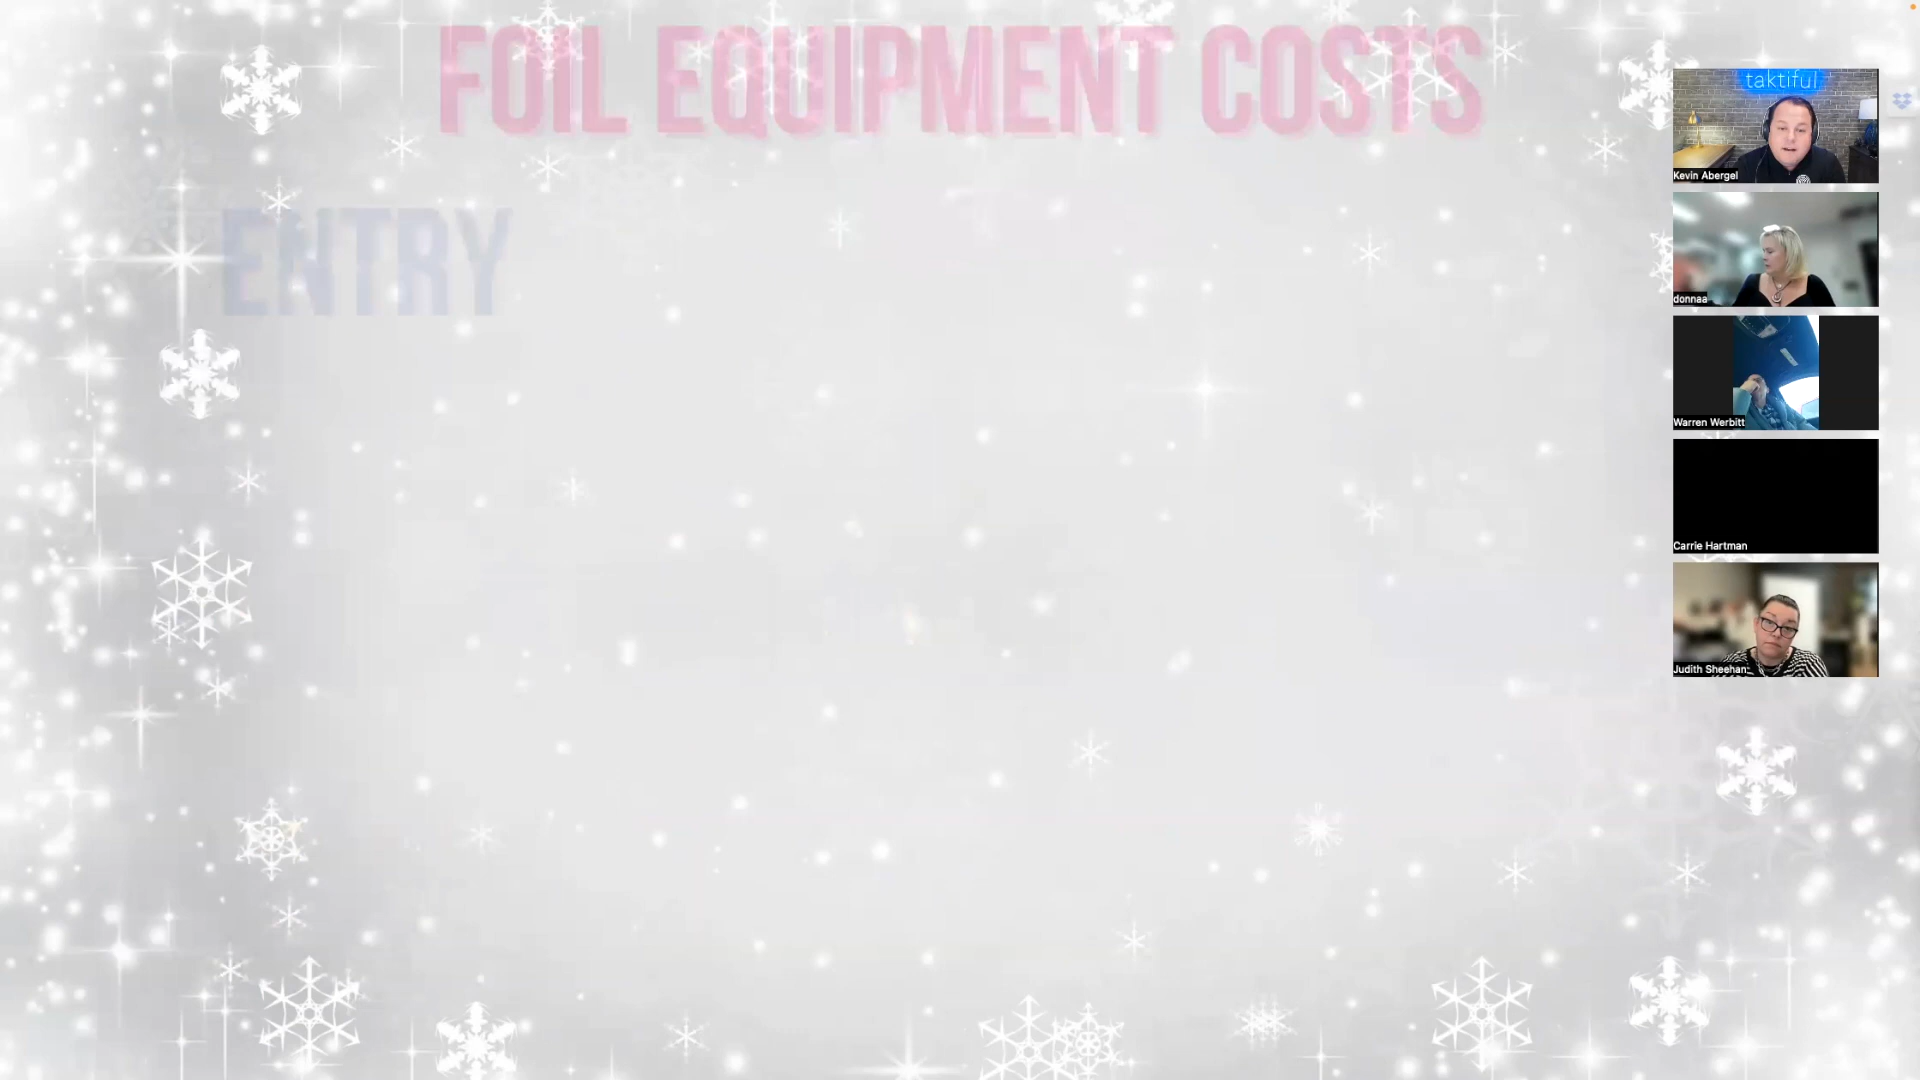 FOIL EQUIPMENT COSTS
ENTRY
taktiful
Kevin Abergel
donnaa
Warren Werbitt
Carrie Hartman
Judith Sheehan